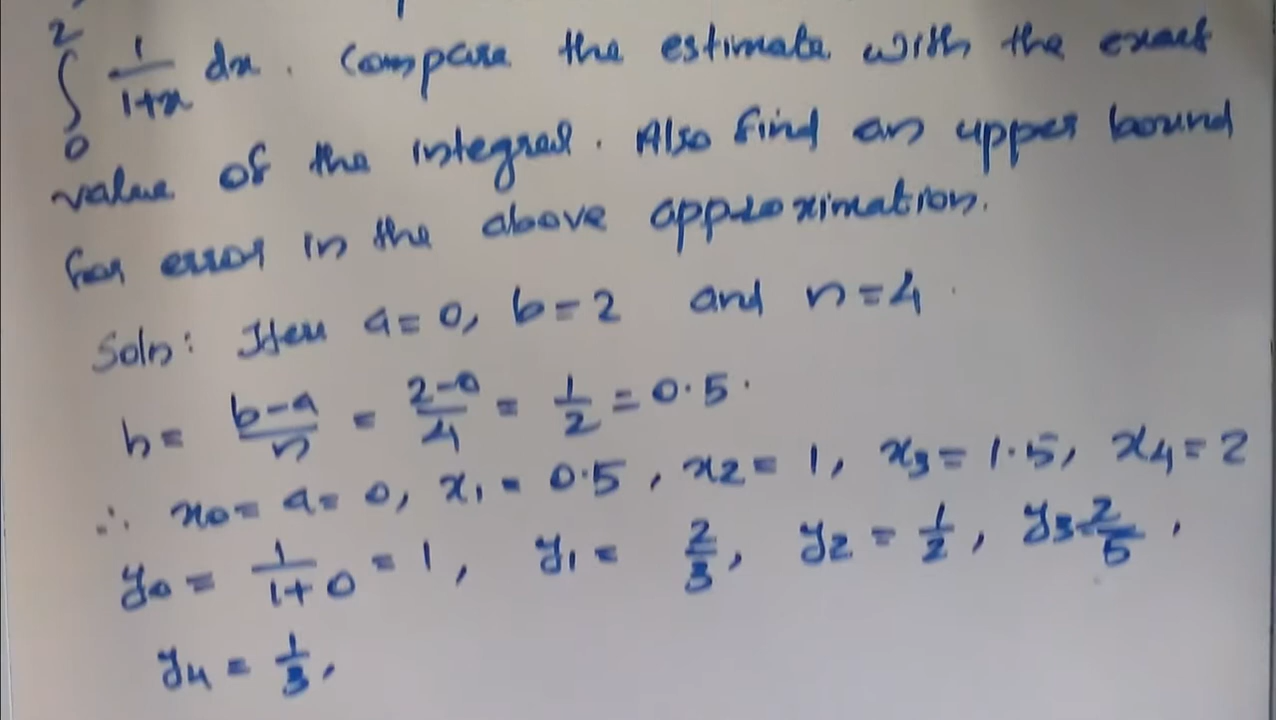 ∫₀² 1/(1+x) dx. Compare the estimate with the exact
value of the integral. Also find an upper bound
for error in the above approximation.
Soln: Here a=0, b=2 and n=4.
h = (b-a)/n = (2-0)/4 = 1/2 = 0.5.
∴ x₀ = a = 0, x₁ = 0.5, x₂ = 1, x₃ = 1.5, x₄ = 2
y₀ = 1/(1+0) = 1, y₁ = 2/3, y₂ = 1/2, y₃ = 2/5,
y₄ = 1/3,